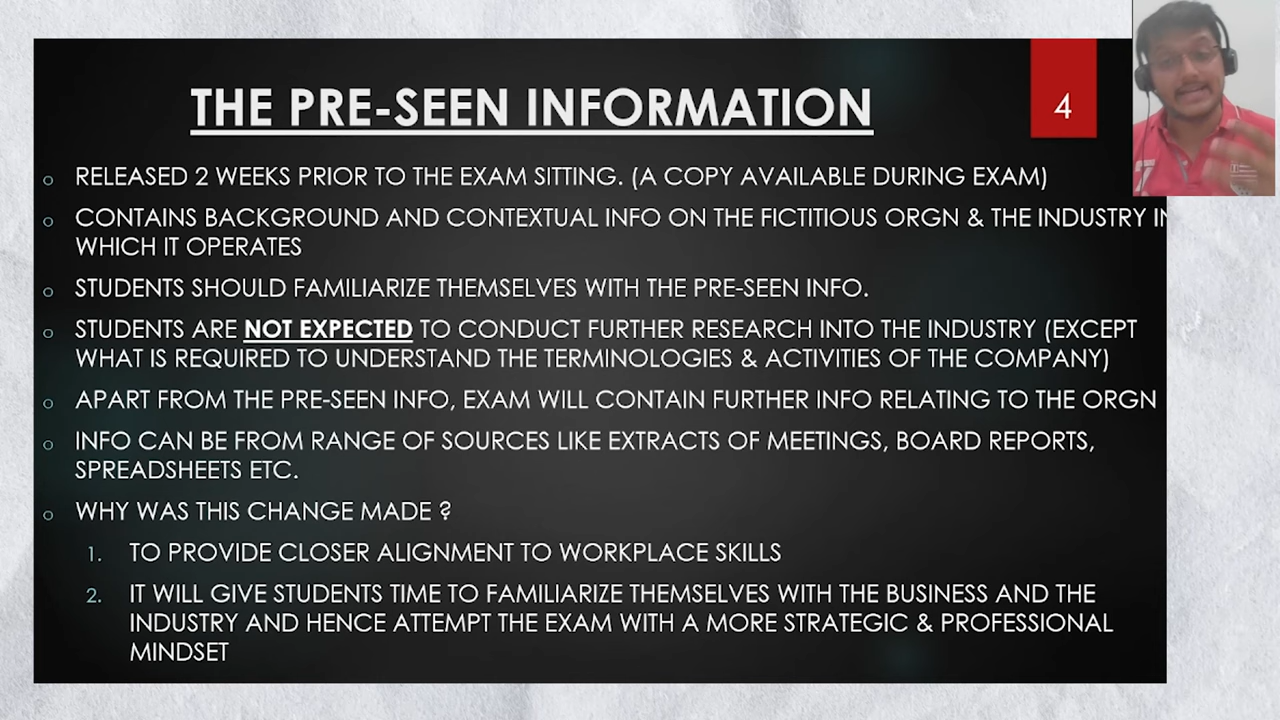 THE PRE-SEEN INFORMATION
4
RELEASED 2 WEEKS PRIOR TO THE EXAM SITTING. (A COPY AVAILABLE DURING EXAM)
CONTAINS BACKGROUND AND CONTEXTUAL INFO ON THE FICTITIOUS ORGN & THE INDUSTRY IN
WHICH IT OPERATES
STUDENTS SHOULD FAMILIARIZE THEMSELVES WITH THE PRE-SEEN INFO.
STUDENTS ARE NOT EXPECTED TO CONDUCT FURTHER RESEARCH INTO THE INDUSTRY (EXCEPT
WHAT IS REQUIRED TO UNDERSTAND THE TERMINOLOGIES & ACTIVITIES OF THE COMPANY)
APART FROM THE PRE-SEEN INFO, EXAM WILL CONTAIN FURTHER INFO RELATING TO THE ORGN
INFO CAN BE FROM RANGE OF SOURCES LIKE EXTRACTS OF MEETINGS, BOARD REPORTS,
SPREADSHEETS ETC.
WHY WAS THIS CHANGE MADE ?
1. TO PROVIDE CLOSER ALIGNMENT TO WORKPLACE SKILLS
2. IT WILL GIVE STUDENTS TIME TO FAMILIARIZE THEMSELVES WITH THE BUSINESS AND THE
INDUSTRY AND HENCE ATTEMPT THE EXAM WITH A MORE STRATEGIC & PROFESSIONAL
MINDSET